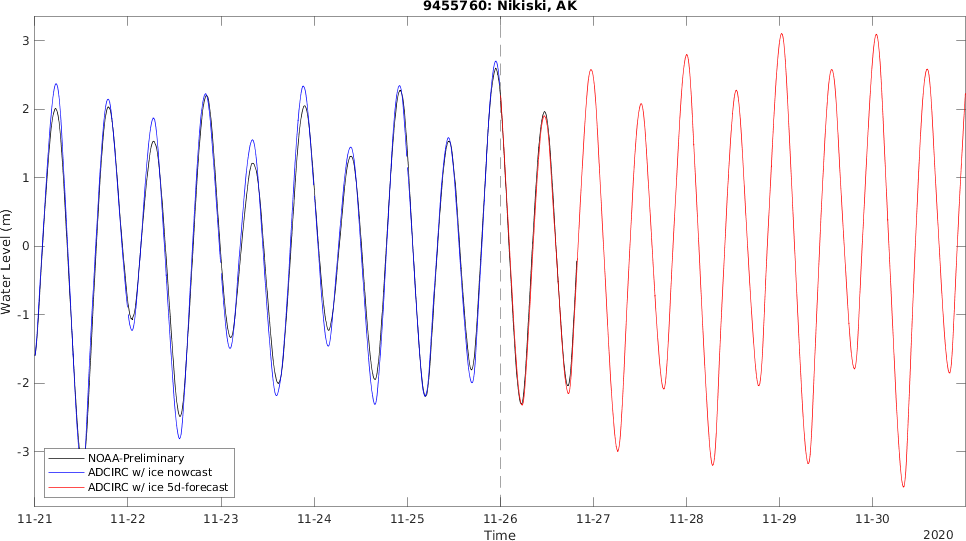 9455760: Nikiski, AK
Water Level (m)
3
2
1
0
-1
-2
-3
NOAA-Preliminary
ADCIRC w/ ice nowcast
ADCIRC w/ ice 5d-forecast
11-21 11-22 11-23 11-24 11-25 11-26 11-27 11-28 11-29 11-30
Time
2020